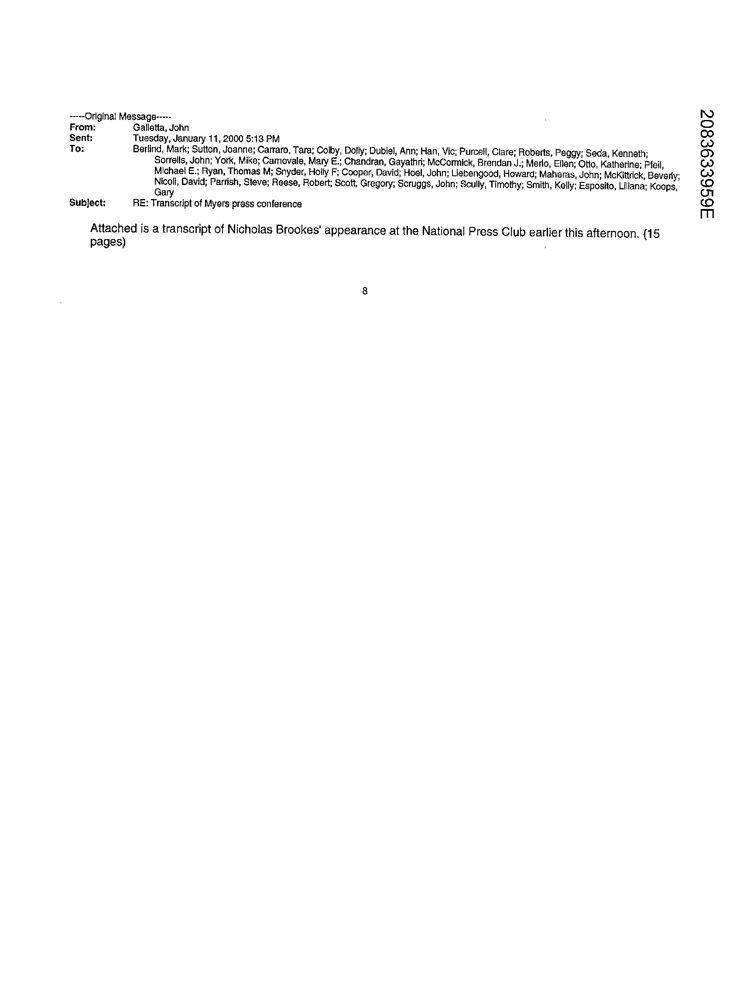 -----Original Message-----
From: Galletta, John
Sent: Tuesday, January 11, 2000 5:13 PM
To: Berlind, Mark; Sutton, Joanne; Carraro, Tara; Colby, Dolly; Dubiel, Ann; Han, Vic; Purcell, Clare; Roberts, Peggy; Seda, Kenneth;
Sorrells, John; York, Mike; Carnovale, Mary E.; Chandran, Gayathri; McCormick, Brendan J.; Merlo, Ellen; Otto, Katherine; Pfeil,
Michael E.; Ryan, Thomas M; Snyder, Holly F; Cooper, David; Hoel, John; Liebengood, Howard; Maheras, John; McKittrick, Beverly;
Nicoli, David; Parrish, Steve; Reese, Robert; Scott, Gregory; Scruggs, John; Scully, Timothy; Smith, Kelly; Esposito, Liliana; Koops,
Gary
Subject: RE: Transcript of Myers press conference
Attached is a transcript of Nicholas Brookes' appearance at the National Press Club earlier this afternoon. (15
pages)
8
2083633959E